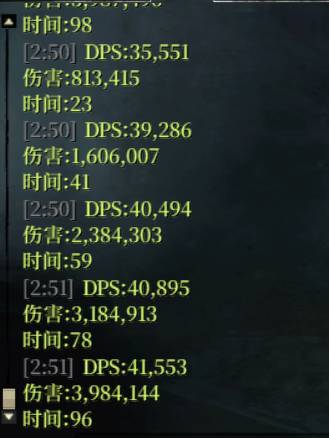 时间:98
[2:50] DPS:35,551
伤害:813,415
时间:23
[2:50] DPS:39,286
伤害:1,606,007
时间:41
[2:50] DPS:40,494
伤害:2,384,303
时间:59
[2:51] DPS:40,895
伤害:3,184,913
时间:78
[2:51] DPS:41,553
伤害:3,984,144
时间:96